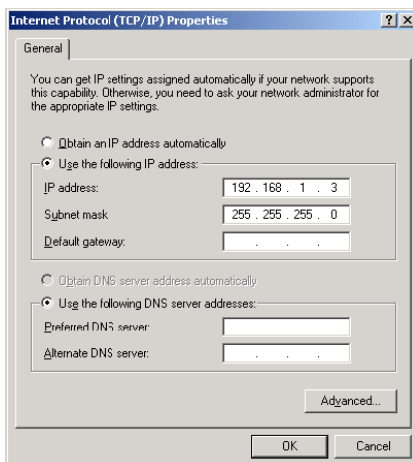 Internet Protocol (TCP/IP) Properties
General
You can get IP settings assigned automatically if your network supports
this capability. Otherwise, you need to ask your network administrator for
the appropriate IP settings.
Obtain an IP address automatically
Use the following IP address:
IP address: 192 . 168 . 1 . 3
Subnet mask 255 . 255 . 255 . 0
Default gateway: . . .
Obtain DNS server address automatically
Use the following DNS server addresses:
Preferred DNS server:
Alternate DNS server: . . .
Advanced...
OK Cancel